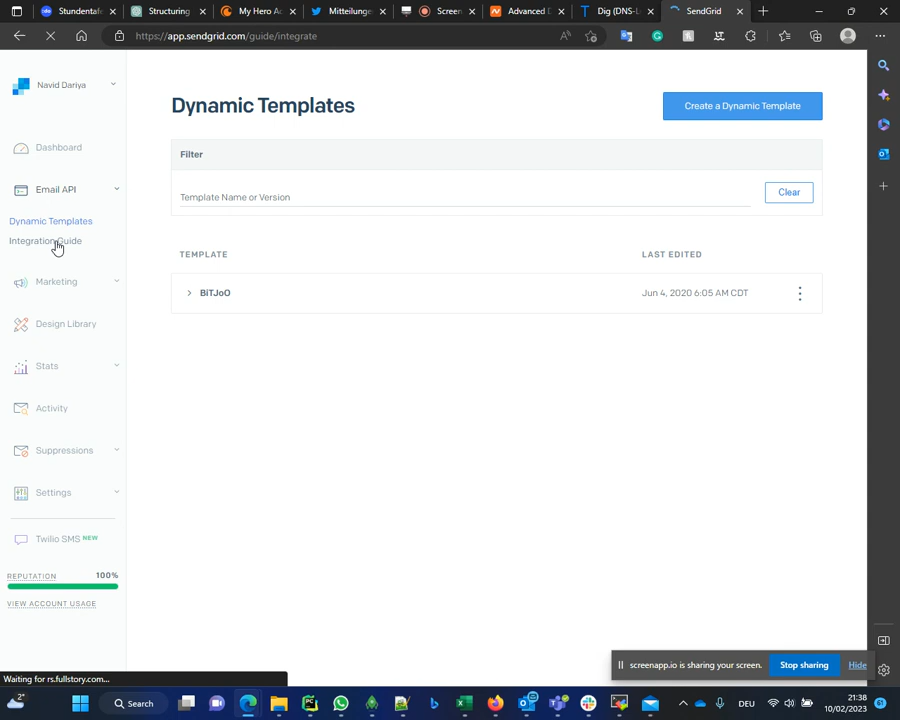 Stundentafe
Structuring
My Hero Ac
Mitteilunge
Screen
Advanced D
Dig (DNS-L
SendGrid
https://app.sendgrid.com/guide/integrate
Navid Dariya
Dynamic Templates
Create a Dynamic Template
Dashboard
Filter
Email API
Template Name or Version
Clear
Dynamic Templates
Integration Guide
TEMPLATE
LAST EDITED
Marketing
BiTJoO
Jun 4, 2020 6:05 AM CDT
Design Library
Stats
Activity
Suppressions
Settings
Twilio SMS NEW
REPUTATION 100%
VIEW ACCOUNT USAGE
screenapp.io is sharing your screen.
Stop sharing
Hide
Waiting for rs.fullstory.com...
2°
Search
DEU
21:38
10/02/2023
61